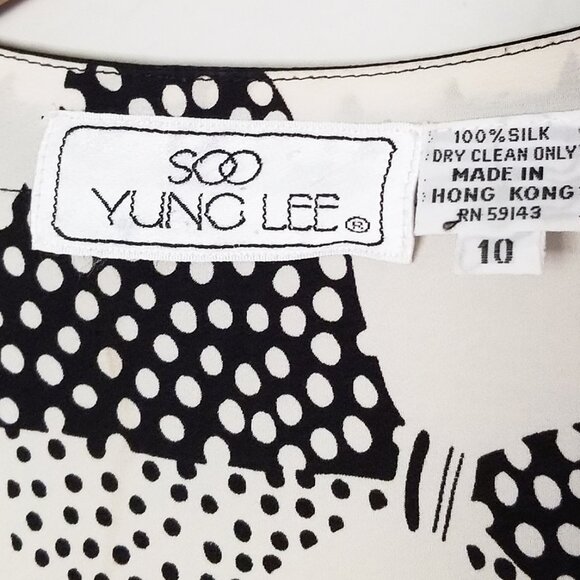 SOO
YUNG LEE®
100% SILK
DRY CLEAN ONLY
MADE IN
HONG KONG
RN 59143
10